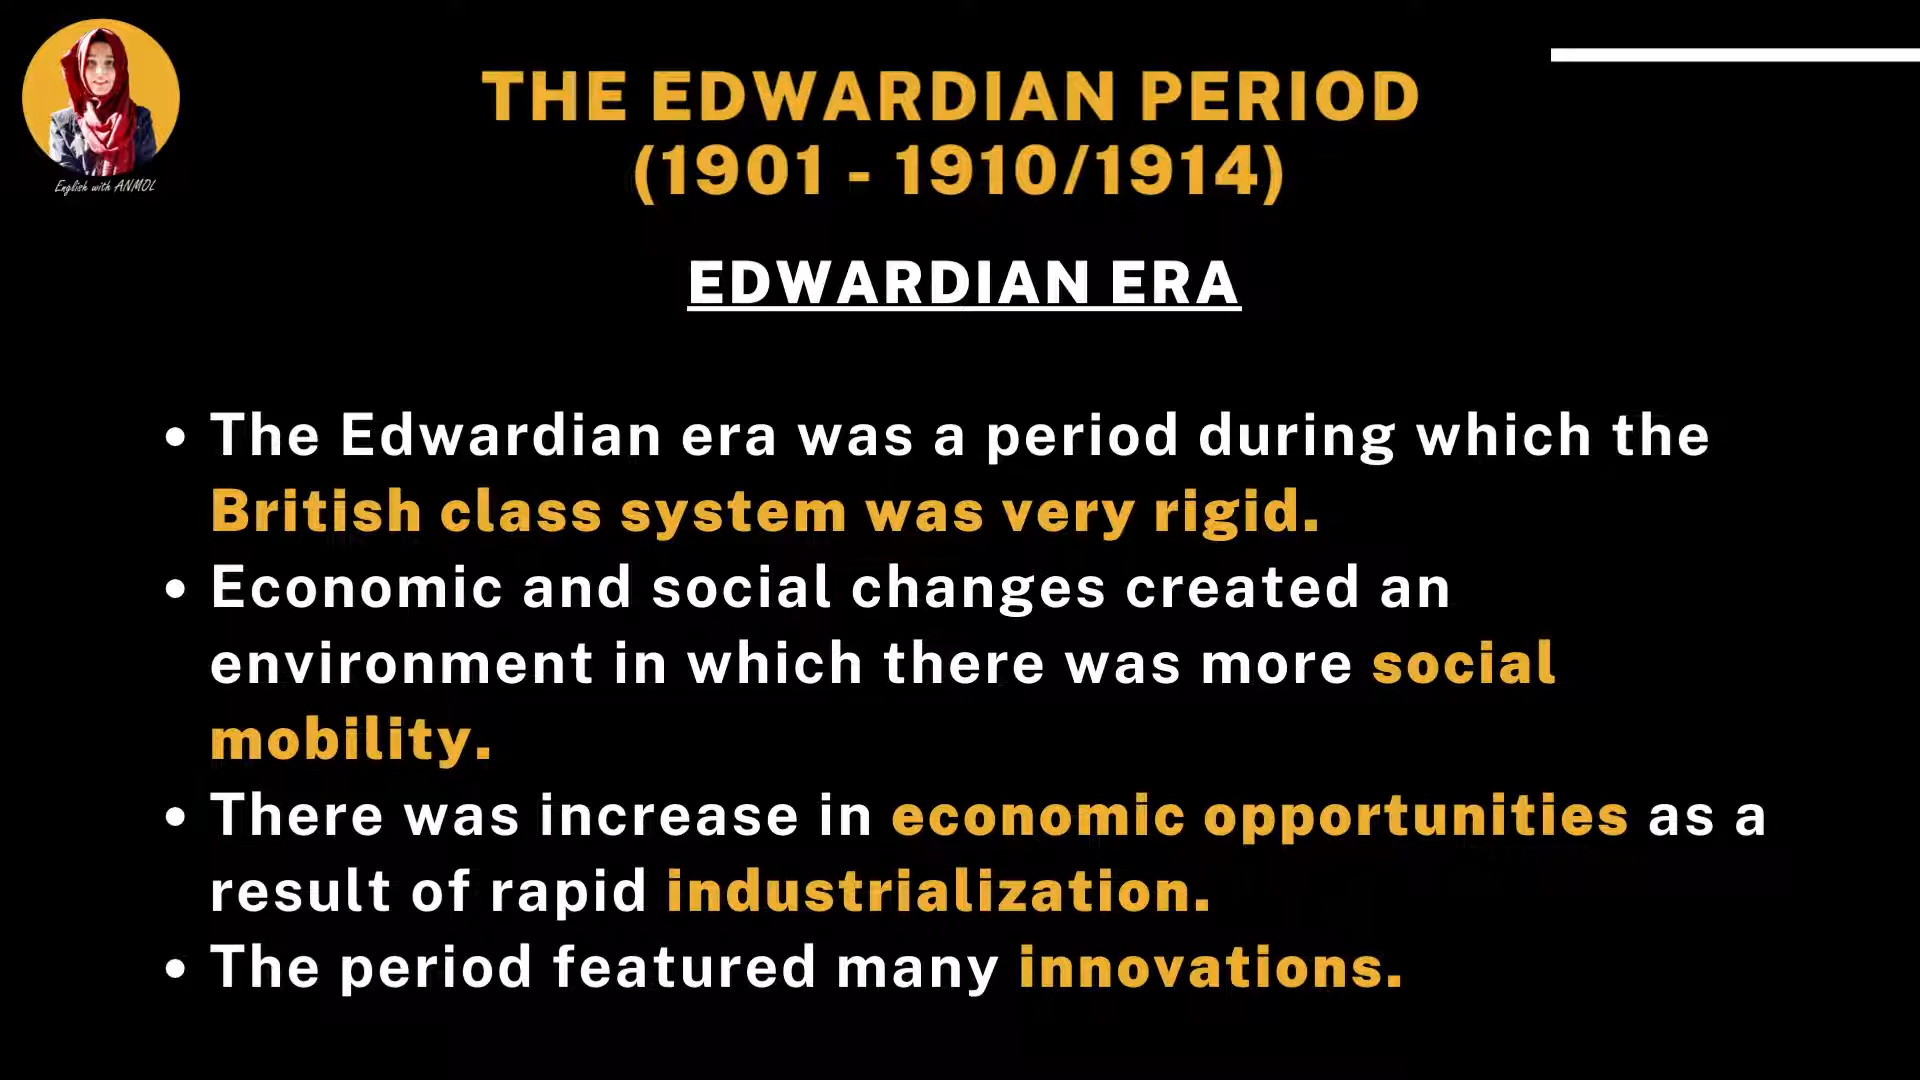 English with ANMOL
THE EDWARDIAN PERIOD
(1901 - 1910/1914)
EDWARDIAN ERA
• The Edwardian era was a period during which the
British class system was very rigid.
• Economic and social changes created an
environment in which there was more social
mobility.
• There was increase in economic opportunities as a
result of rapid industrialization.
• The period featured many innovations.